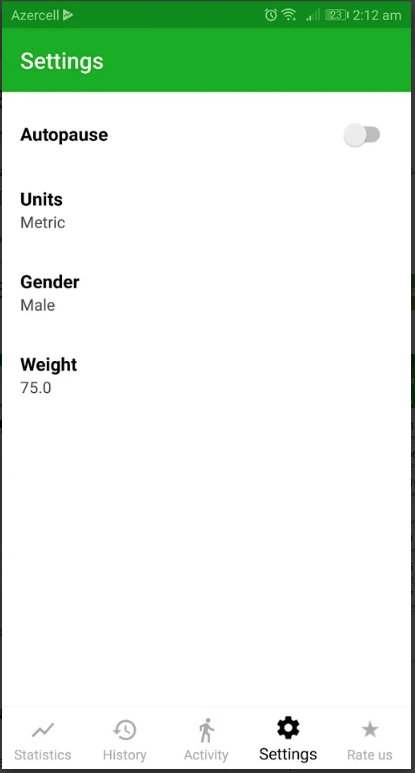 Azercell 23 2:12 am
Settings
Autopause
Units
Metric
Gender
Male
Weight
75.0
Statistics History Activity Settings Rate us